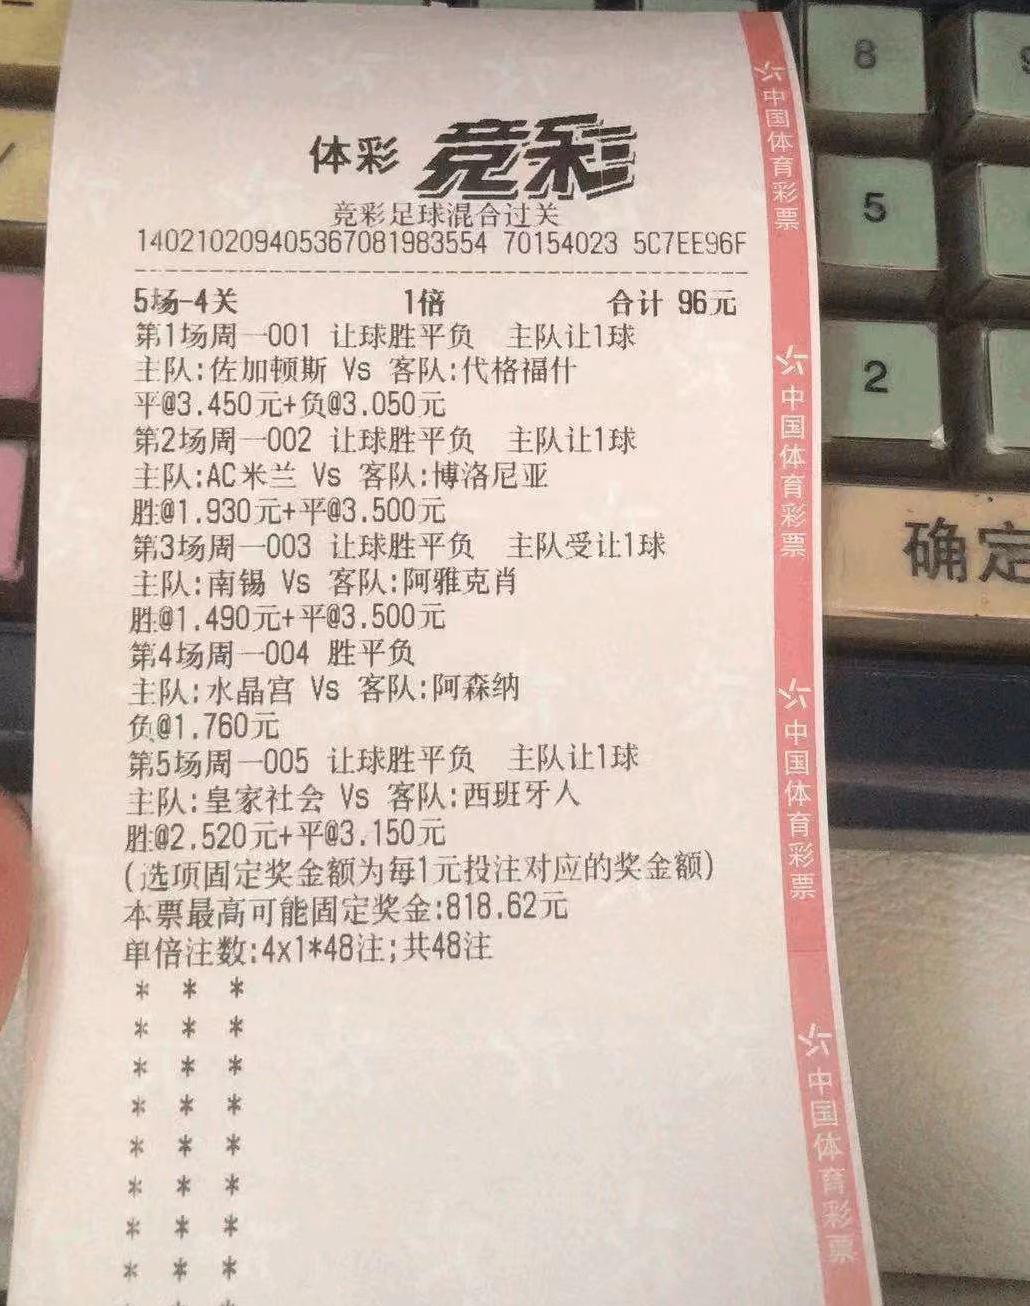 体彩 竞彩
竞彩足球混合过关
140210209405367081983554 70154023 5C7EE96F
5场-4关 1倍 合计 96元
第1场周一001 让球胜平负 主队让1球
主队:佐加顿斯 Vs 客队:代格福什
平@3.450元+负@3.050元
第2场周一002 让球胜平负 主队让1球
主队:AC米兰 Vs 客队:博洛尼亚
胜@1.930元+平@3.500元
第3场周一003 让球胜平负 主队受让1球
主队:南锡 Vs 客队:阿雅克肖
胜@1.490元+平@3.500元
第4场周一004 胜平负
主队:水晶宫 Vs 客队:阿森纳
负@1.760元
第5场周一005 让球胜平负 主队让1球
主队:皇家社会 Vs 客队:西班牙人
胜@2.520元+平@3.150元
(选项固定奖金额为每1元投注对应的奖金额)
本票最高可能固定奖金:818.62元
单倍注数:4x1*48注;共48注
* * *
* * *
* * *
* * *
* * *
* * *
* * *
* * *
中国体育彩票
中国体育彩票
中国体育彩票
中国体育彩票
8
5
2
确定